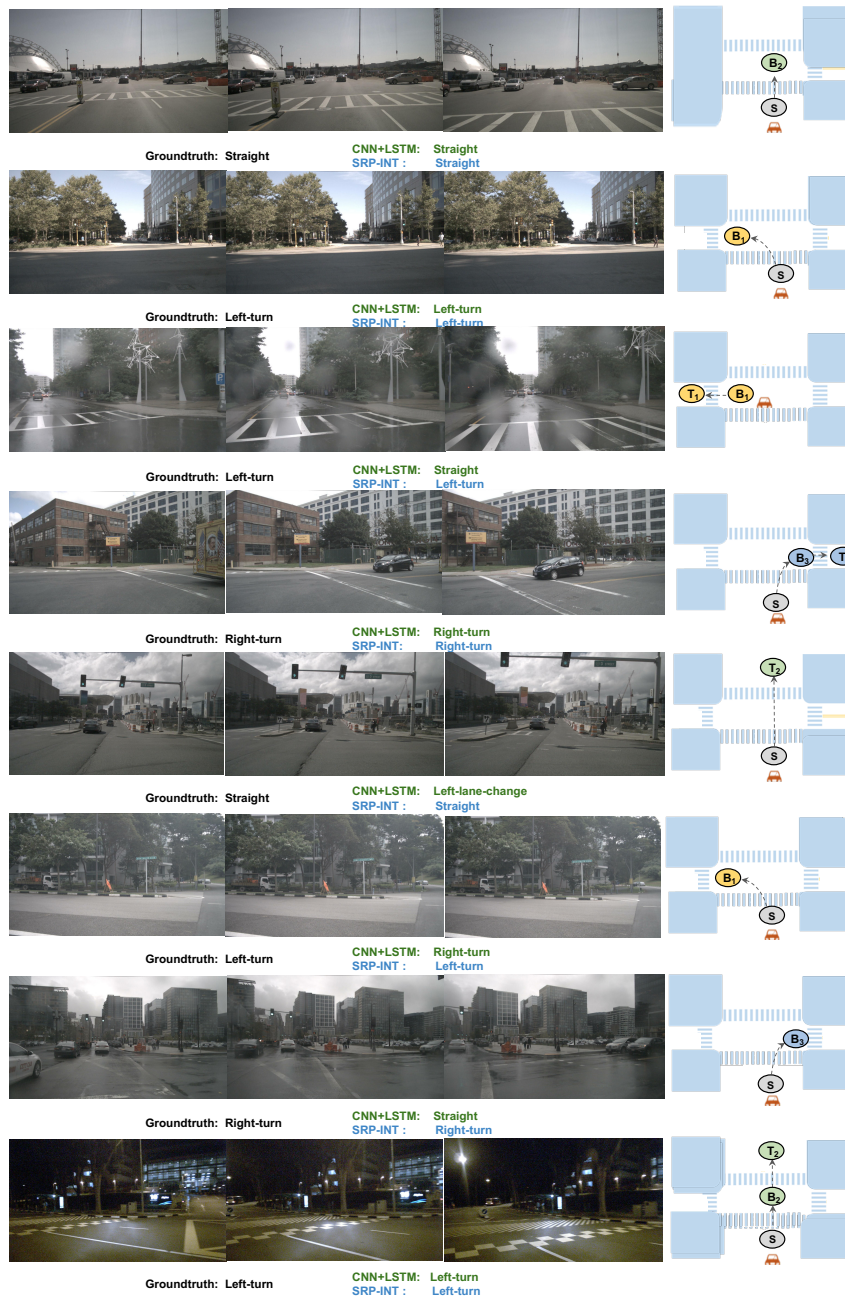 B2
S
Groundtruth: Straight
CNN+LSTM: Straight
SRP-INT : Straight
B1
S
Groundtruth: Left-turn
CNN+LSTM: Left-turn
SRP-INT : Left-turn
T1 B1
Groundtruth: Left-turn
CNN+LSTM: Straight
SRP-INT : Left-turn
B3 T
S
Groundtruth: Right-turn
CNN+LSTM: Right-turn
SRP-INT: Right-turn
T2
S
Groundtruth: Straight
CNN+LSTM: Left-lane-change
SRP-INT : Straight
B1
S
Groundtruth: Left-turn
CNN+LSTM: Right-turn
SRP-INT : Left-turn
B3
S
Groundtruth: Right-turn
CNN+LSTM: Straight
SRP-INT : Right-turn
T2
B2
S
Groundtruth: Left-turn
CNN+LSTM: Left-turn
SRP-INT : Left-turn